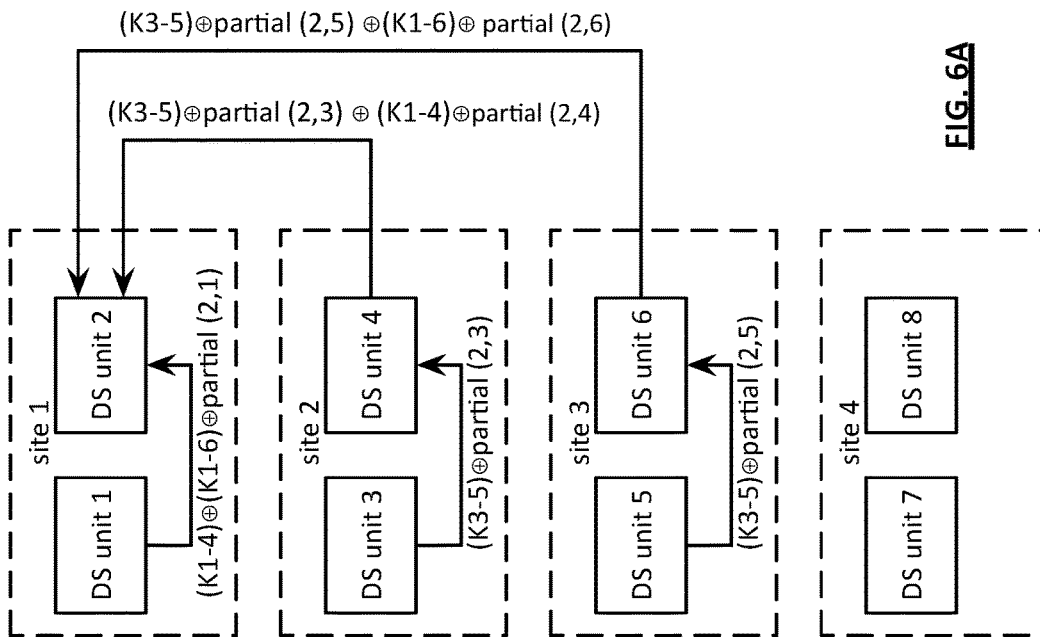 (K3-5)⊕partial (2,5) ⊕(K1-6)⊕ partial (2,6)
(K3-5)⊕partial (2,3) ⊕ (K1-4)⊕partial (2,4)
site 1
DS unit 1
DS unit 2
(K1-4)⊕(K1-6)⊕partial (2,1)
site 2
DS unit 3
DS unit 4
(K3-5)⊕partial (2,3)
site 3
DS unit 5
DS unit 6
(K3-5)⊕partial (2,5)
site 4
DS unit 7
DS unit 8
FIG. 6A